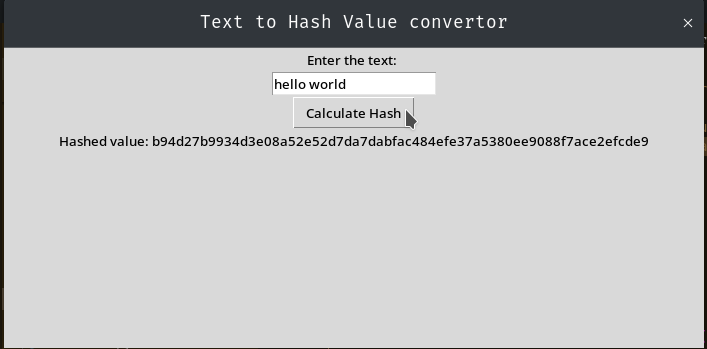 Text to Hash Value convertor
×
Enter the text:
hello world
Calculate Hash
Hashed value: b94d27b9934d3e08a52e52d7da7dabfac484efe37a5380ee9088f7ace2efcde9